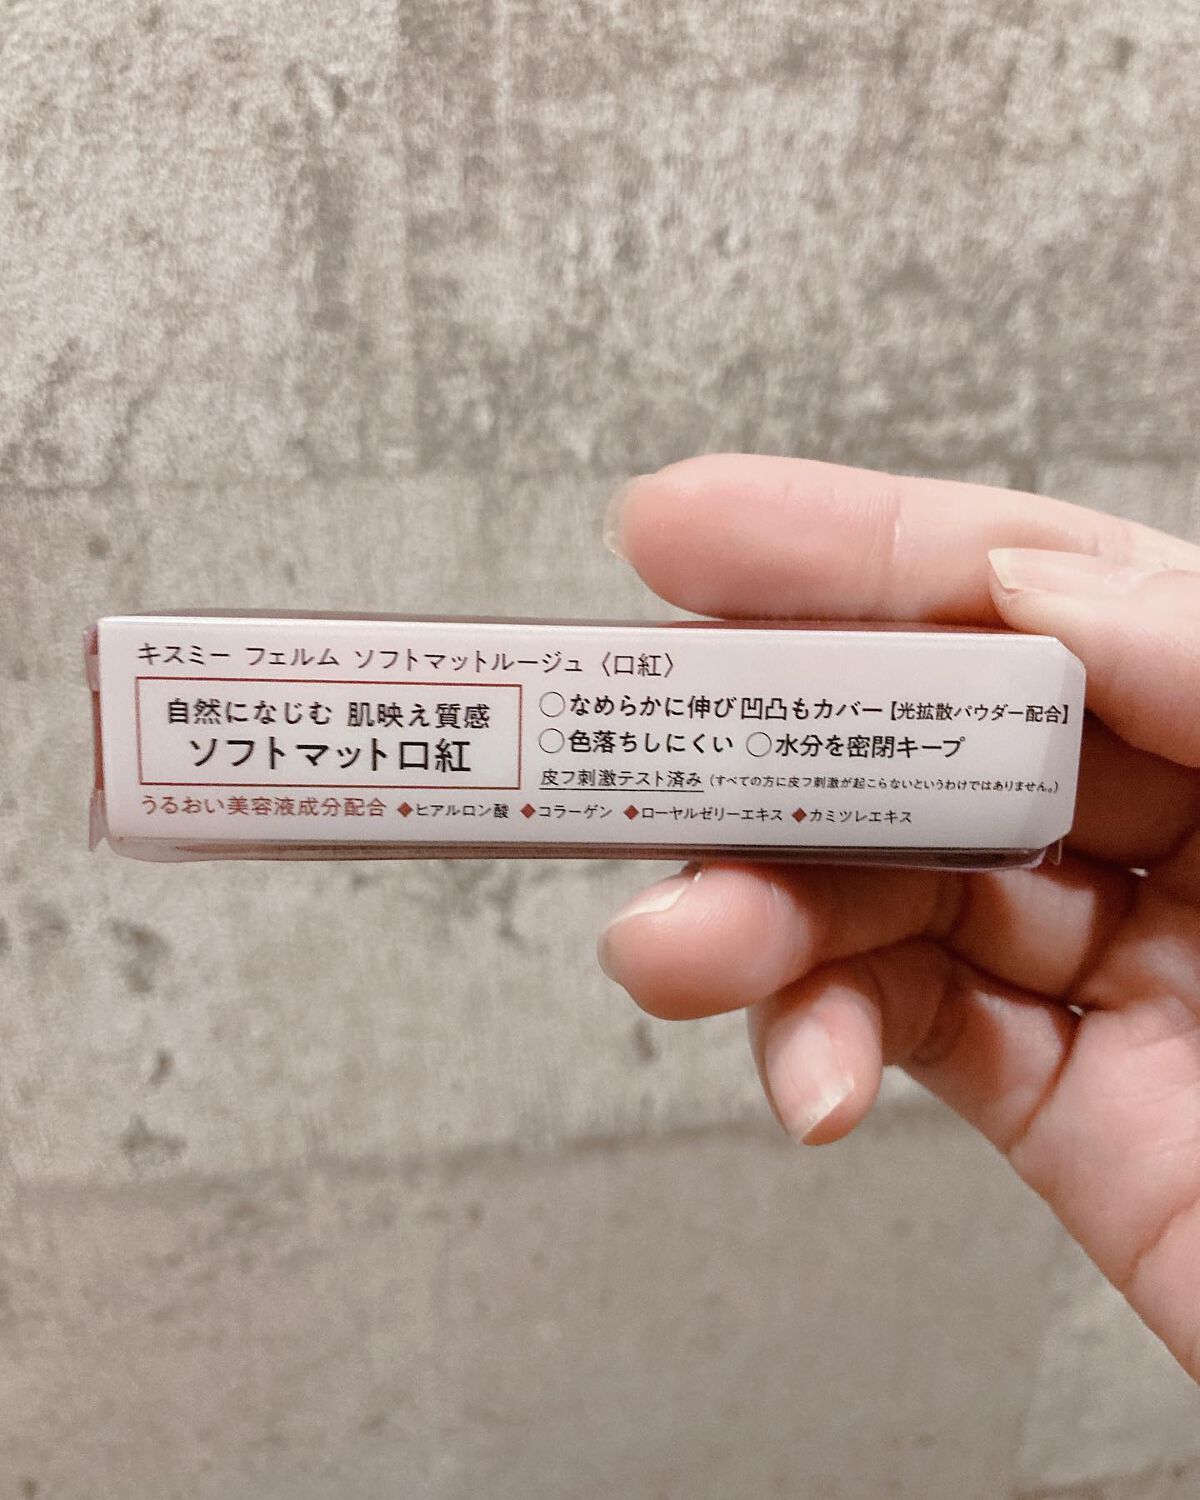 キスミー フェルム ソフトマットルージュ〈口紅〉
自然になじむ 肌映え質感
ソフトマット口紅
◯なめらかに伸び凹凸もカバー【光拡散パウダー配合】
◯色落ちしにくい ◯水分を密閉キープ
皮フ刺激テスト済み（すべての方に皮フ刺激が起こらないというわけではありません。）
うるおい美容液成分配合 ◆ヒアルロン酸 ◆コラーゲン ◆ローヤルゼリーエキス ◆カミツレエキス